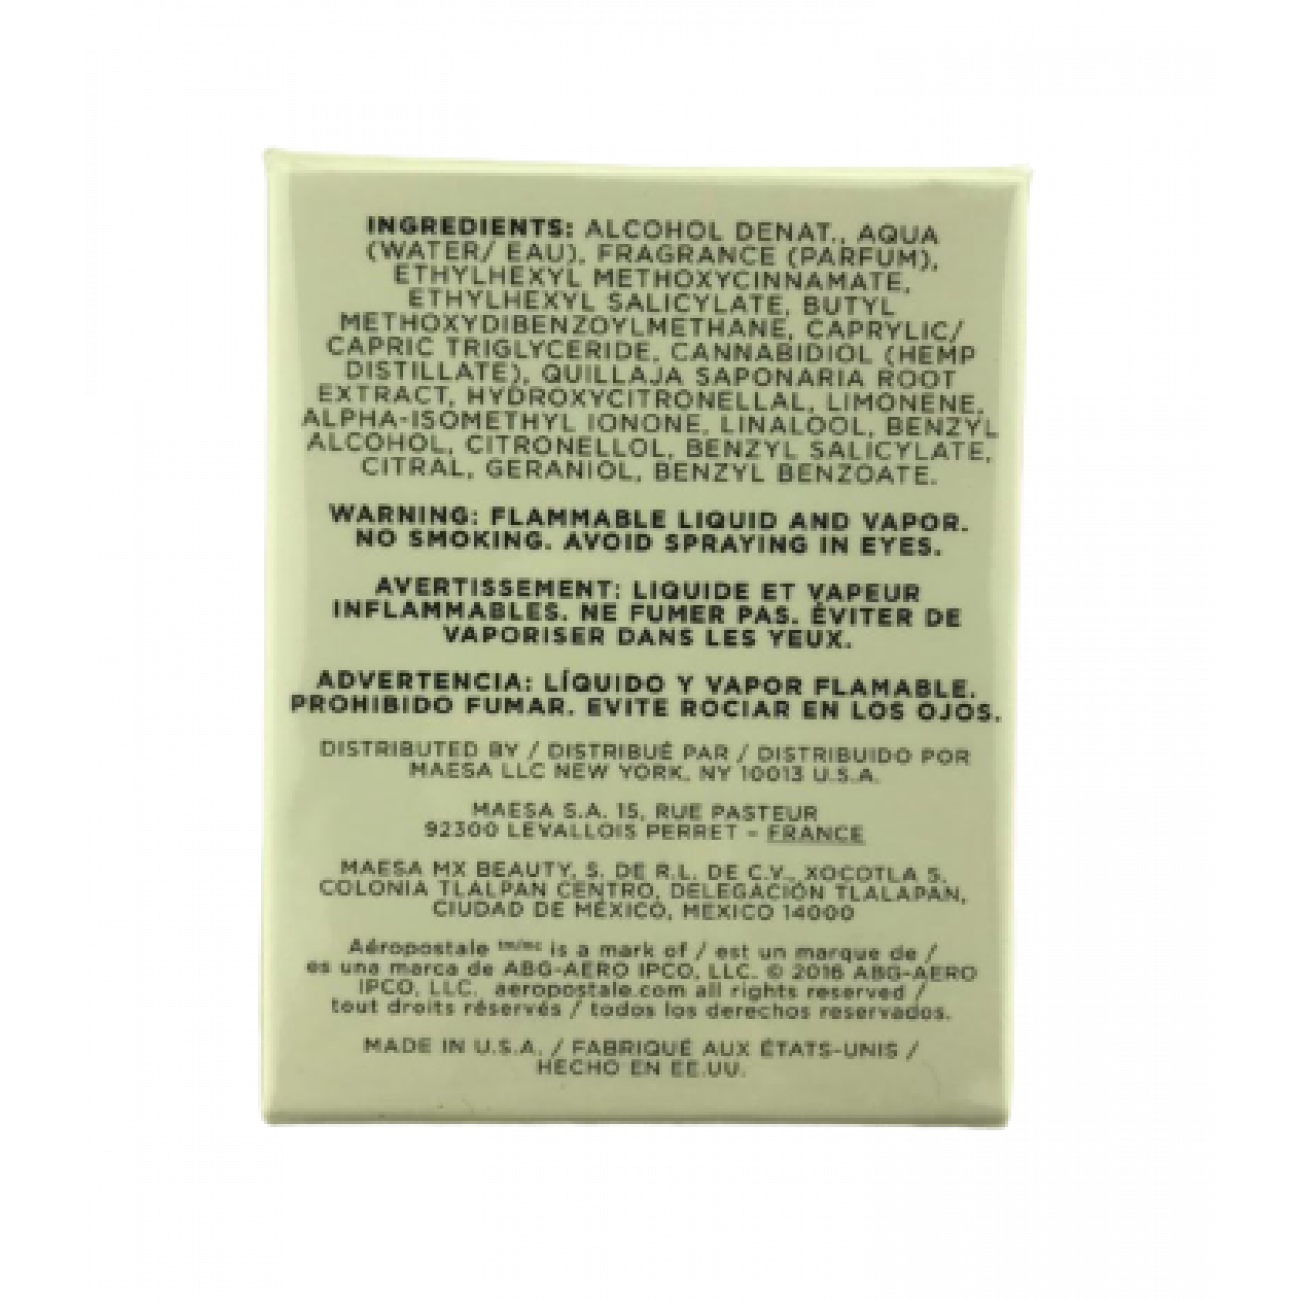 INGREDIENTS: ALCOHOL DENAT., AQUA
(WATER/ EAU), FRAGRANCE (PARFUM),
ETHYLHEXYL METHOXYCINNAMATE,
ETHYLHEXYL SALICYLATE, BUTYL
METHOXYDIBENZOYLMETHANE, CAPRYLIC/
CAPRIC TRIGLYCERIDE, CANNABIDIOL (HEMP
DISTILLATE), QUILLAJA SAPONARIA ROOT
EXTRACT, HYDROXYCITRONELLAL, LIMONENE,
ALPHA-ISOMETHYL IONONE, LINALOOL, BENZYL
ALCOHOL, CITRONELLOL, BENZYL SALICYLATE,
CITRAL, GERANIOL, BENZYL BENZOATE.
WARNING: FLAMMABLE LIQUID AND VAPOR.
NO SMOKING. AVOID SPRAYING IN EYES.
AVERTISSEMENT: LIQUIDE ET VAPEUR
INFLAMMABLES. NE FUMER PAS. ÉVITER DE
VAPORISER DANS LES YEUX.
ADVERTENCIA: LÍQUIDO Y VAPOR FLAMABLE.
PROHIBIDO FUMAR. EVITE ROCIAR EN LOS OJOS.
DISTRIBUTED BY / DISTRIBUÉ PAR / DISTRIBUIDO POR
MAESA LLC NEW YORK, NY 10013 U.S.A.
MAESA S.A. 15, RUE PASTEUR
92300 LEVALLOIS PERRET - FRANCE
MAESA MX BEAUTY, S. DE R.L. DE C.V., XOCOTLA 5,
COLONIA TLALPAN CENTRO, DELEGACIÓN TLALAPAN,
CIUDAD DE MÉXICO, MEXICO 14000
Aéropostale tm/mc is a mark of / est un marque de /
es una marca de ABG-AERO IPCO, LLC. © 2016 ABG-AERO
IPCO, LLC. aeropostale.com all rights reserved /
tout droits réservés / todos los derechos reservados.
MADE IN U.S.A. / FABRIQUÉ AUX ÉTATS-UNIS /
HECHO EN EE.UU.